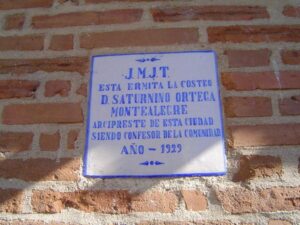 J.M.J.T.
ESTA ERMITA LA COSTEO
D. SATURNINO ORTEGA
MONTEALEGRE
ARCIPRESTE DE ESTA CIUDAD
SIENDO CONFESOR DE LA COMUNIDAD
AÑO - 1929